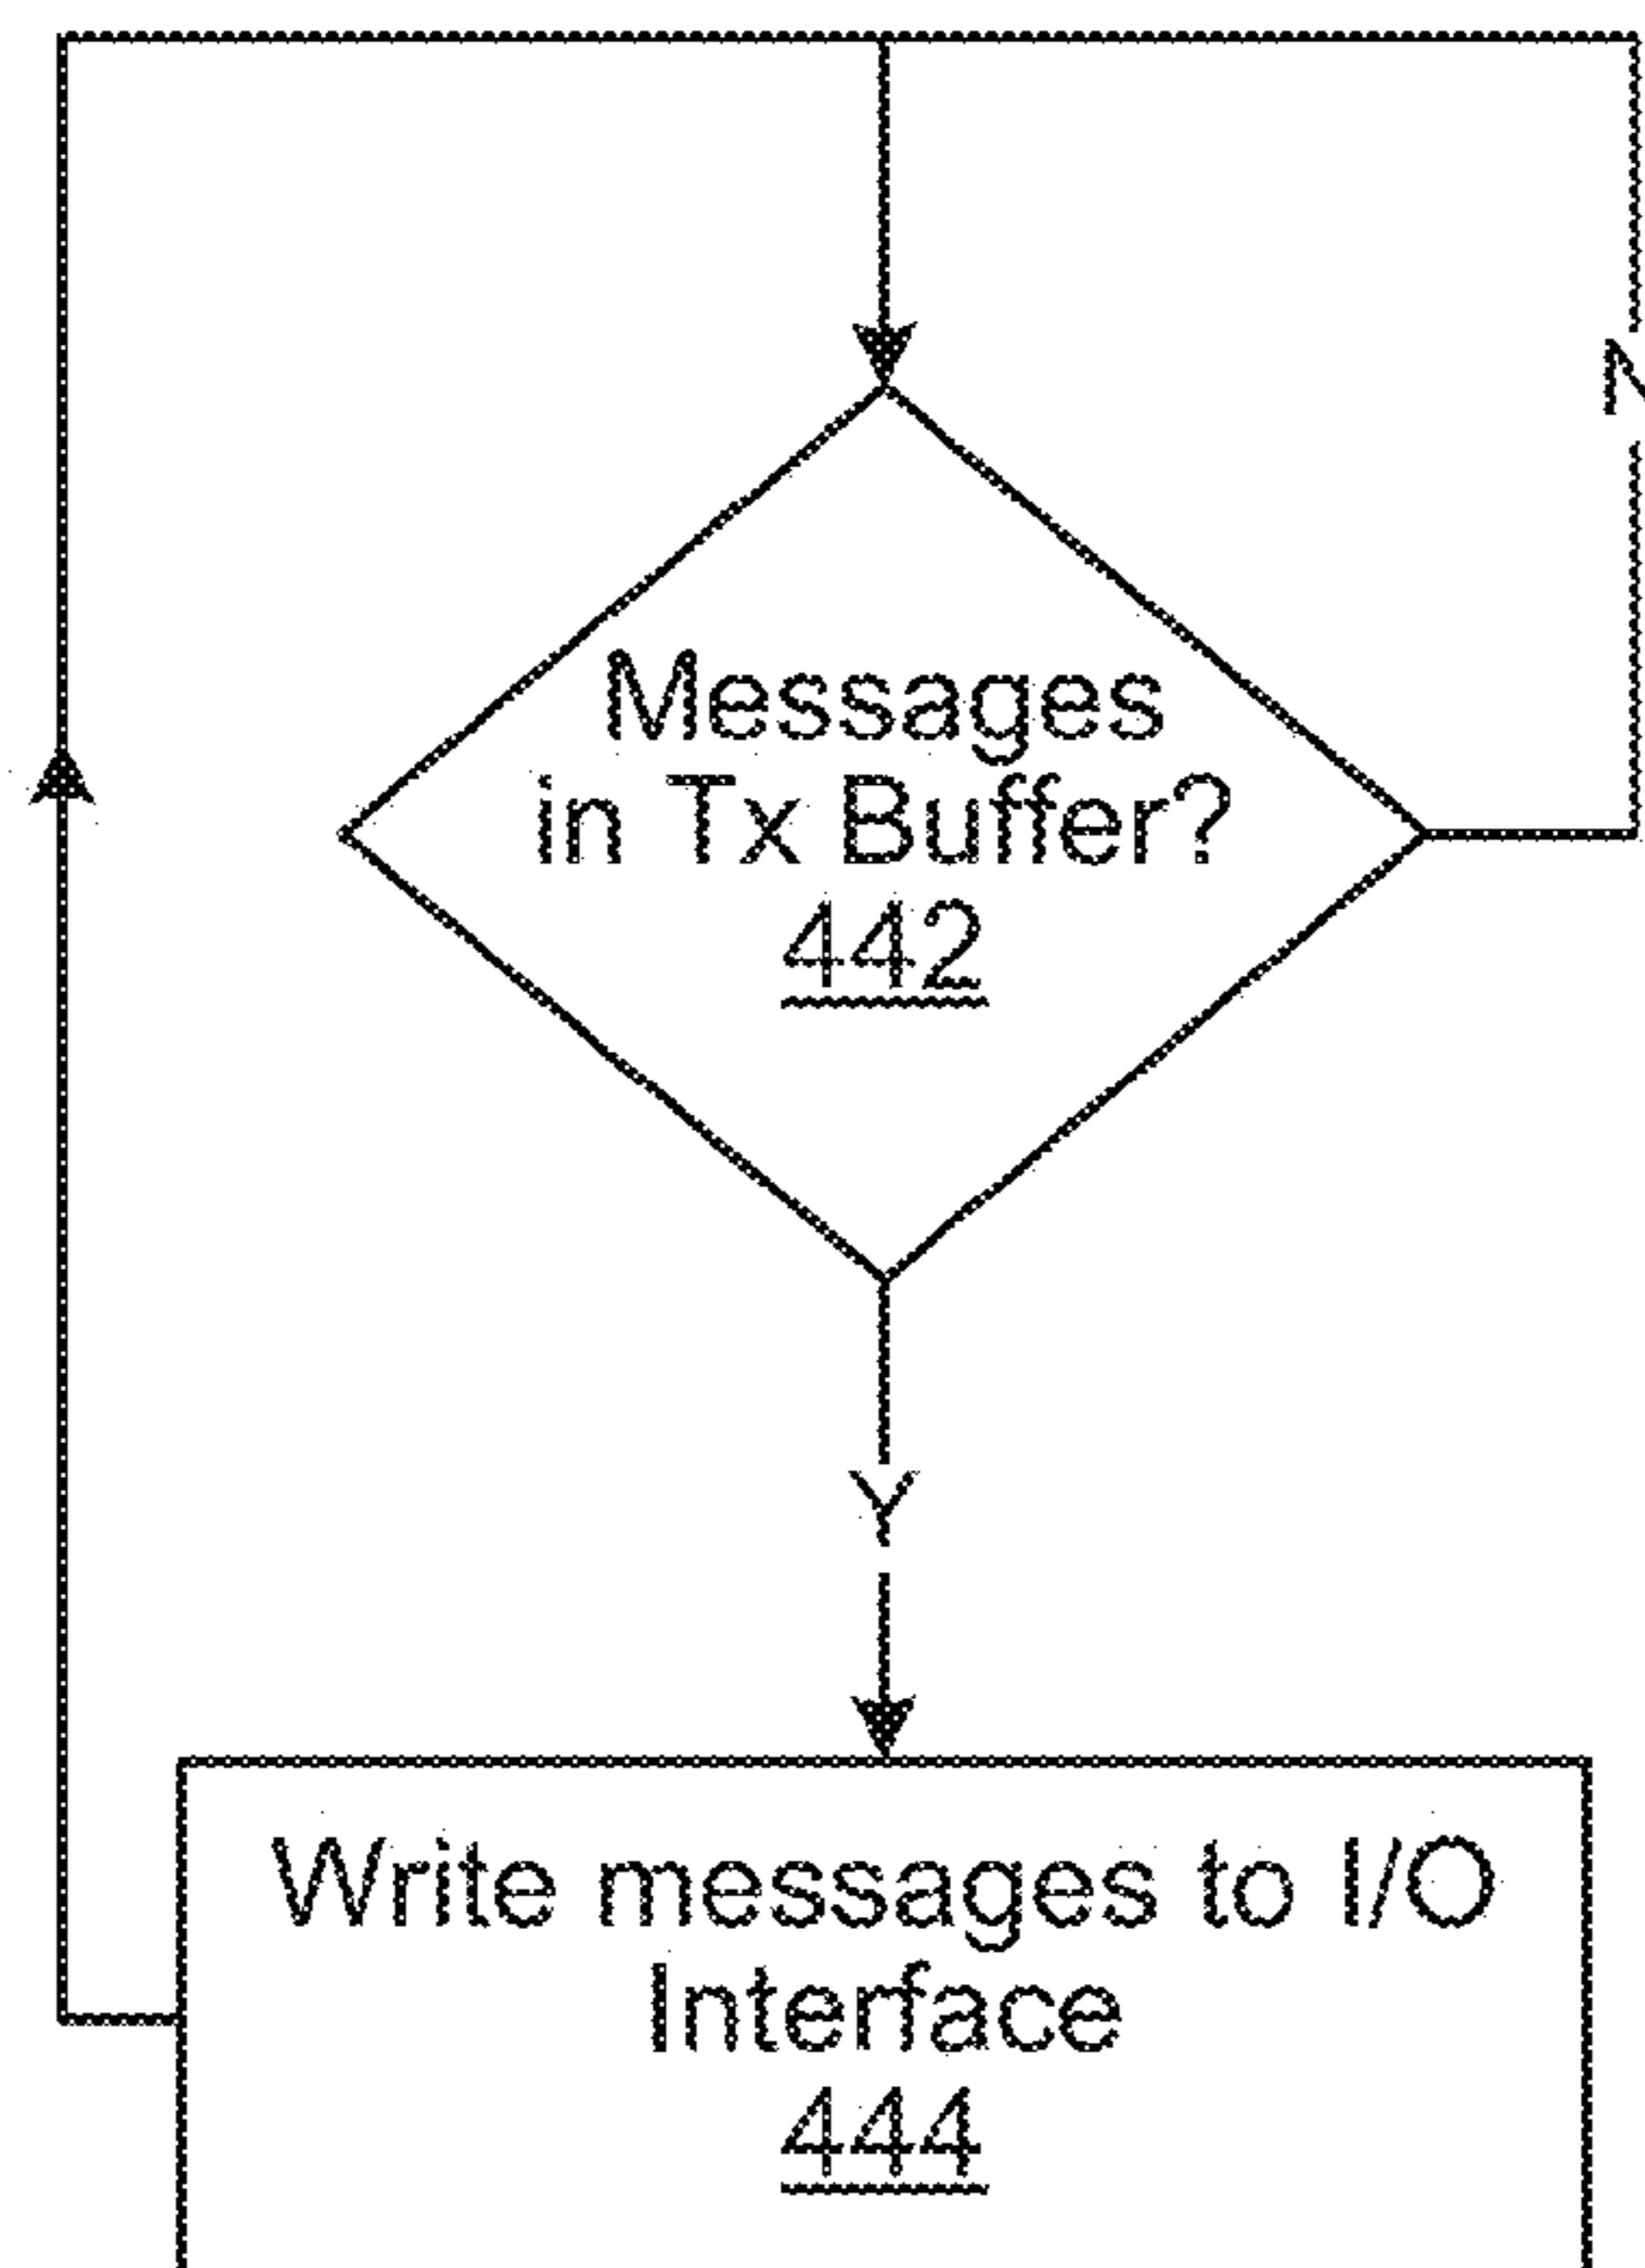 N
Messages
in Tx Buffer?
442
Y
Write messages to I/O
Interface
444